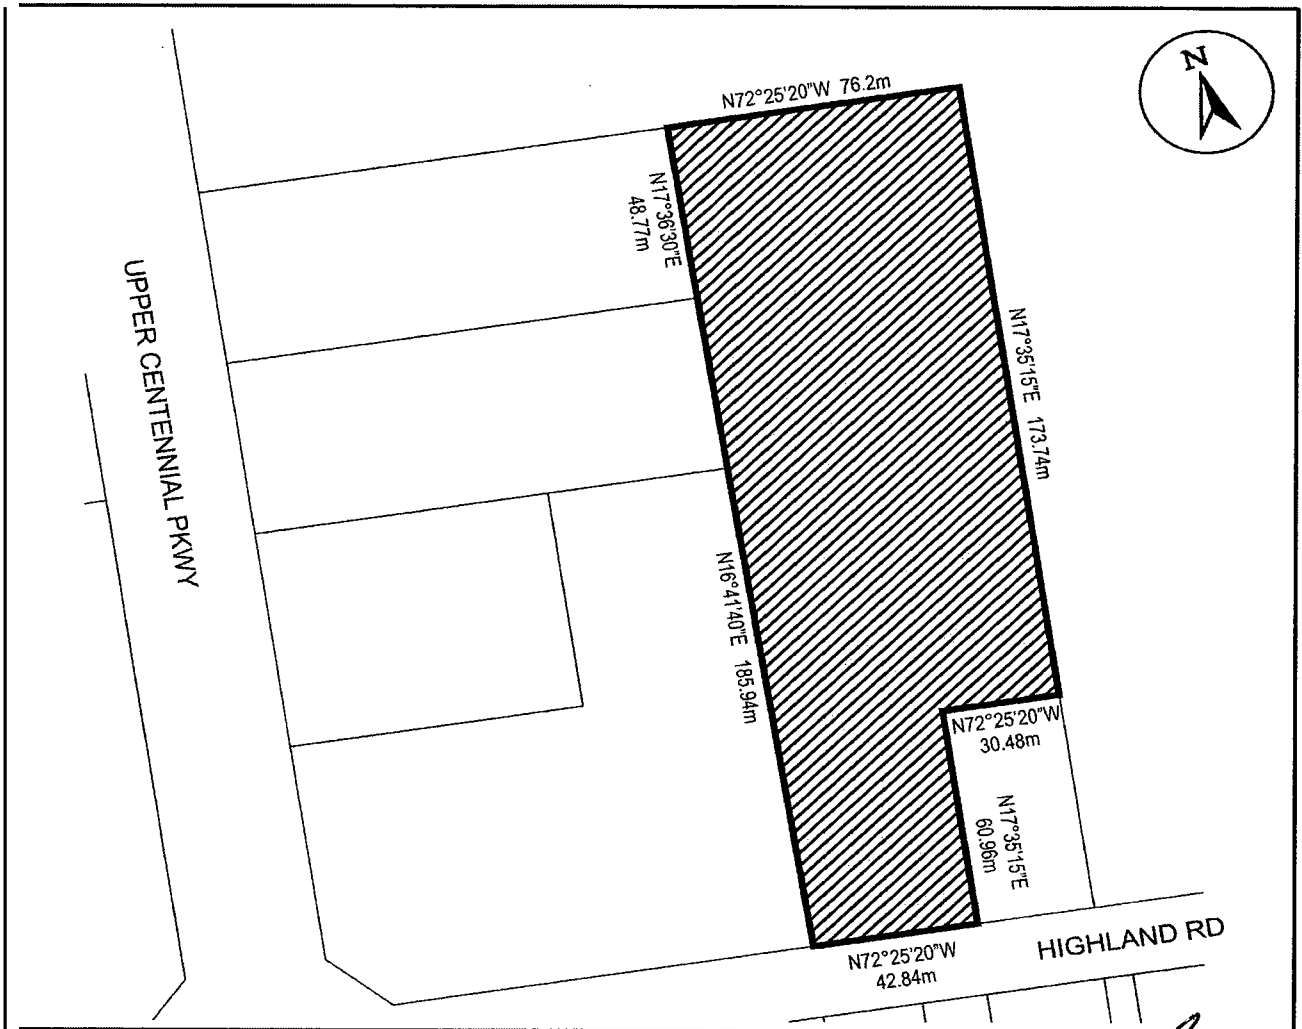 N
N72°25'20"W 76.2m
N17°36'30"E
48.77m
UPPER CENTENNIAL PKWY
N17°35'15"E 173.74m
N16°41'40"E 185.94m
N72°25'20"W
30.48m
N17°35'15"E
60.96m
HIGHLAND RD
N72°25'20"W
42.84m